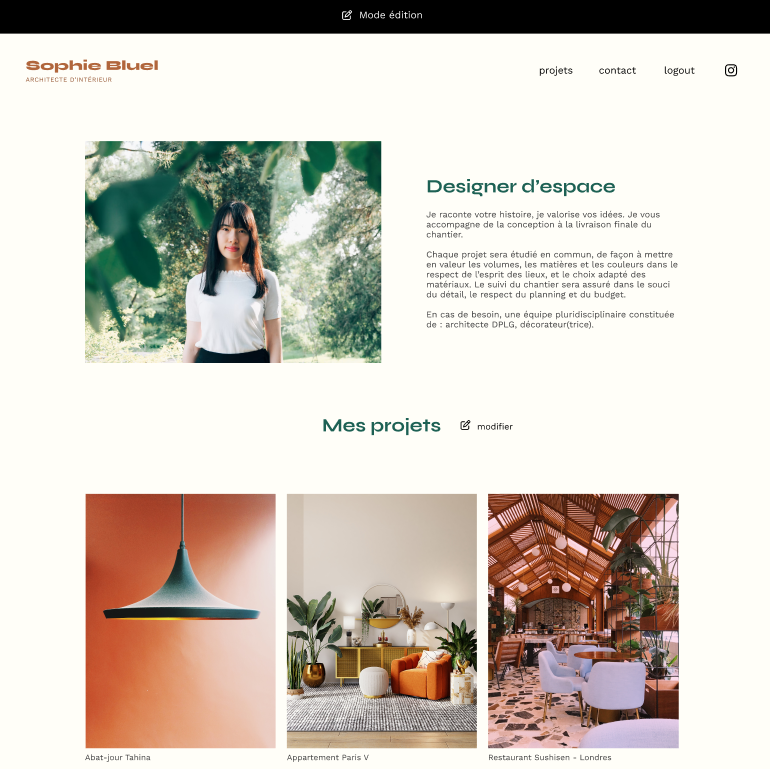 Mode édition
Sophie Bluel
ARCHITECTE D'INTÉRIEUR
projets
contact
logout
Designer d'espace
Je raconte votre histoire, je valorise vos idées. Je vous
accompagne de la conception à la livraison finale du
chantier.
Chaque projet sera étudié en commun, de façon à mettre
en valeur les volumes, les matières et les couleurs dans le
respect de l'esprit des lieux, et le choix adapté des
matériaux. Le suivi du chantier sera assuré dans le souci
du détail, le respect du planning et du budget.
En cas de besoin, une équipe pluridisciplinaire constituée
de : architecte DPLG, décorateur(trice).
Mes projets
modifier
Abat-jour Tahina
Appartement Paris V
Restaurant Sushisen - Londres